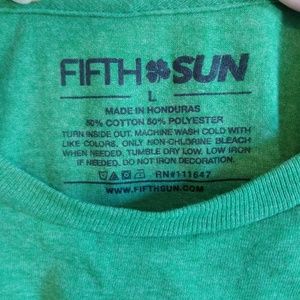 FIFTH SUN
L
MADE IN HONDURAS
50% COTTON 50% POLYESTER
TURN INSIDE OUT. MACHINE WASH COLD WITH
LIKE COLORS. ONLY NON-CHLORINE BLEACH
WHEN NEEDED. TUMBLE DRY LOW. LOW IRON
IF NEEDED. DO NOT IRON DECORATION.
RN#111647
WWW.FIFTHSUN.COM